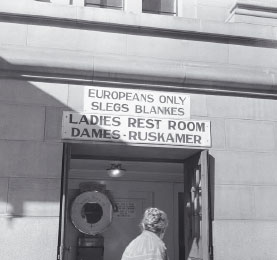 EUROPEANS ONLY
SLEGS BLANKES
LADIES REST ROOM
DAMES - RUSKAMER